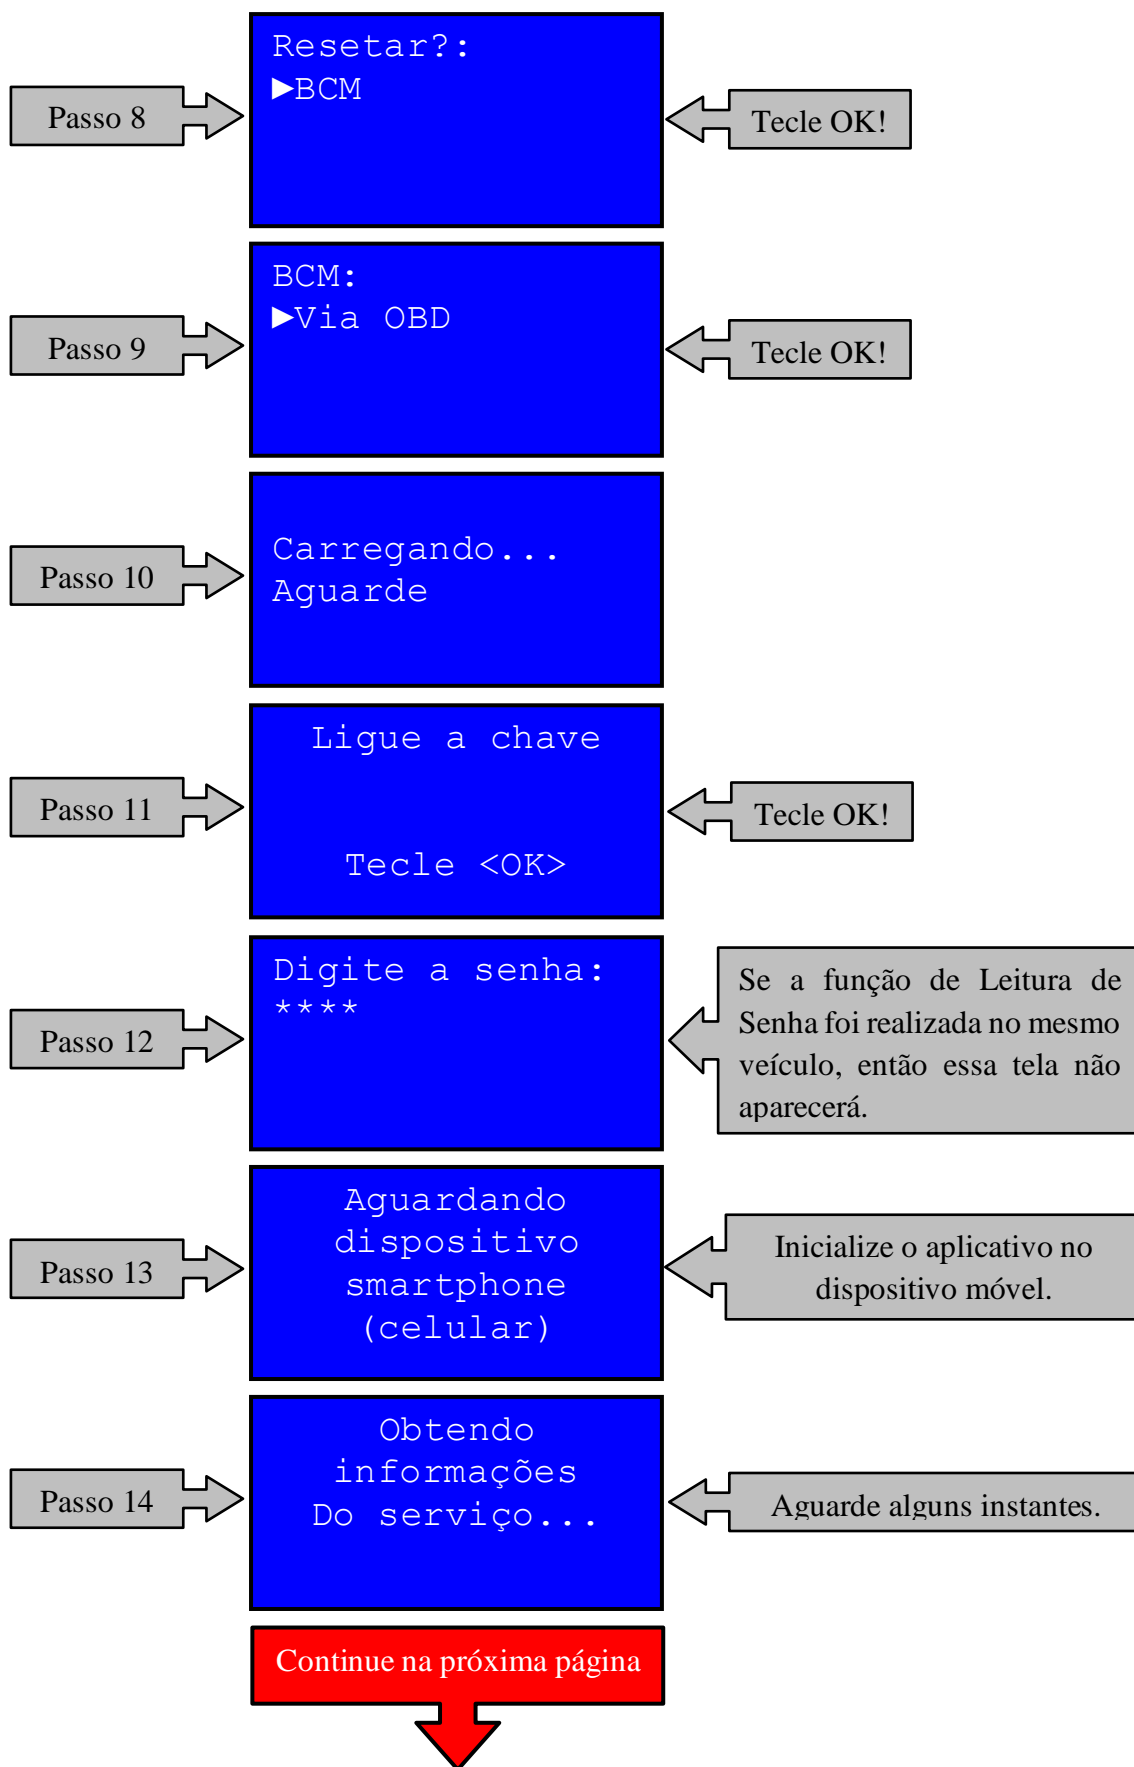 Resetar?:
►BCM
Passo 8
Tecle OK!
BCM:
►Via OBD
Passo 9
Tecle OK!
Carregando...
Aguarde
Passo 10
Ligue a chave
Tecle <OK>
Passo 11
Tecle OK!
Digite a senha:
****
Passo 12
Se a função de Leitura de
Senha foi realizada no mesmo
veículo, então essa tela não
aparecerá.
Aguardando
dispositivo
smartphone
(celular)
Passo 13
Inicialize o aplicativo no
dispositivo móvel.
Obtendo
informações
Do serviço...
Passo 14
Aguarde alguns instantes.
Continue na próxima página